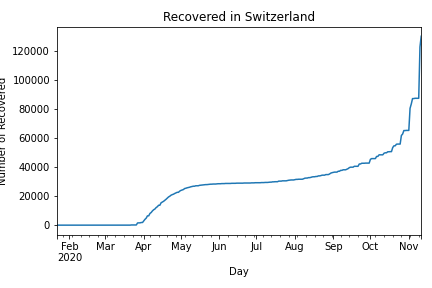 Recovered in Switzerland
Number of Recovered
120000
100000
80000
60000
40000
20000
0
Feb Mar Apr May Jun Jul Aug Sep Oct Nov
2020
Day